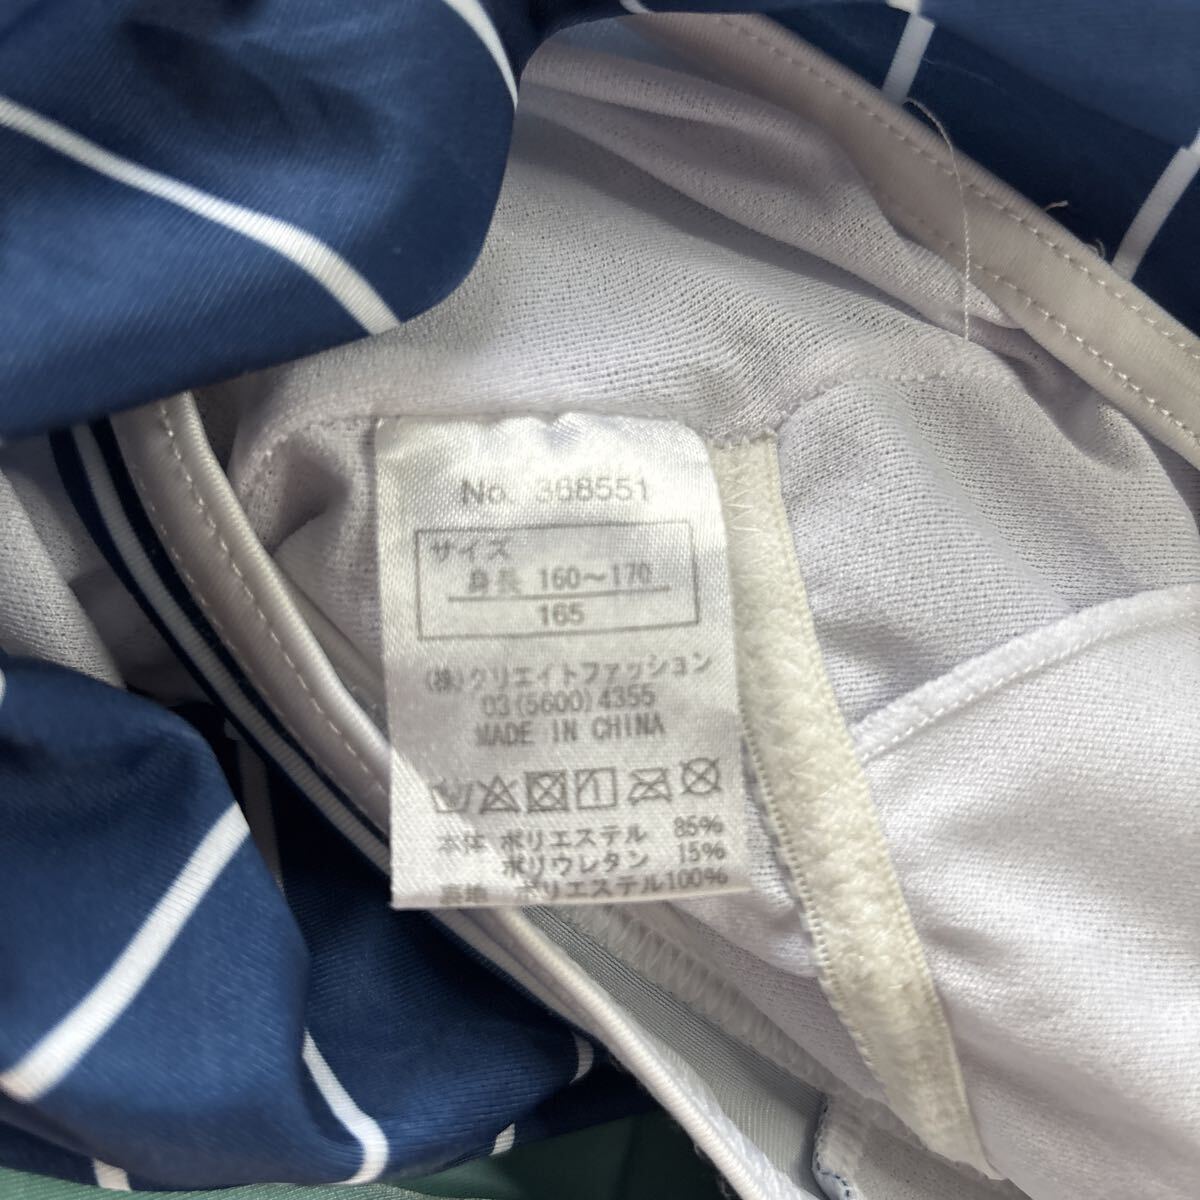 No. 388551
サイズ
身長 160～170
165
(株)クリエイトファッション
03(5600)4355
MADE IN CHINA
本体 ポリエステル 85%
ポリウレタン 15%
裏地 ポリエステル100%